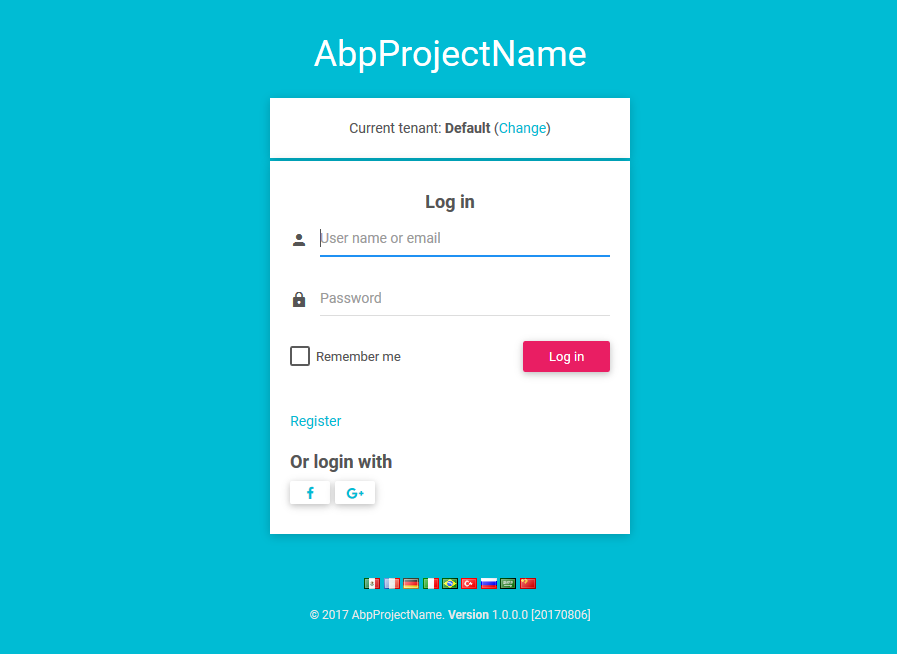 AbpProjectName
Current tenant: Default (Change)
Log in
User name or email
Password
Remember me
Log in
Register
Or login with
f G+
© 2017 AbpProjectName. Version 1.0.0.0 [20170806]